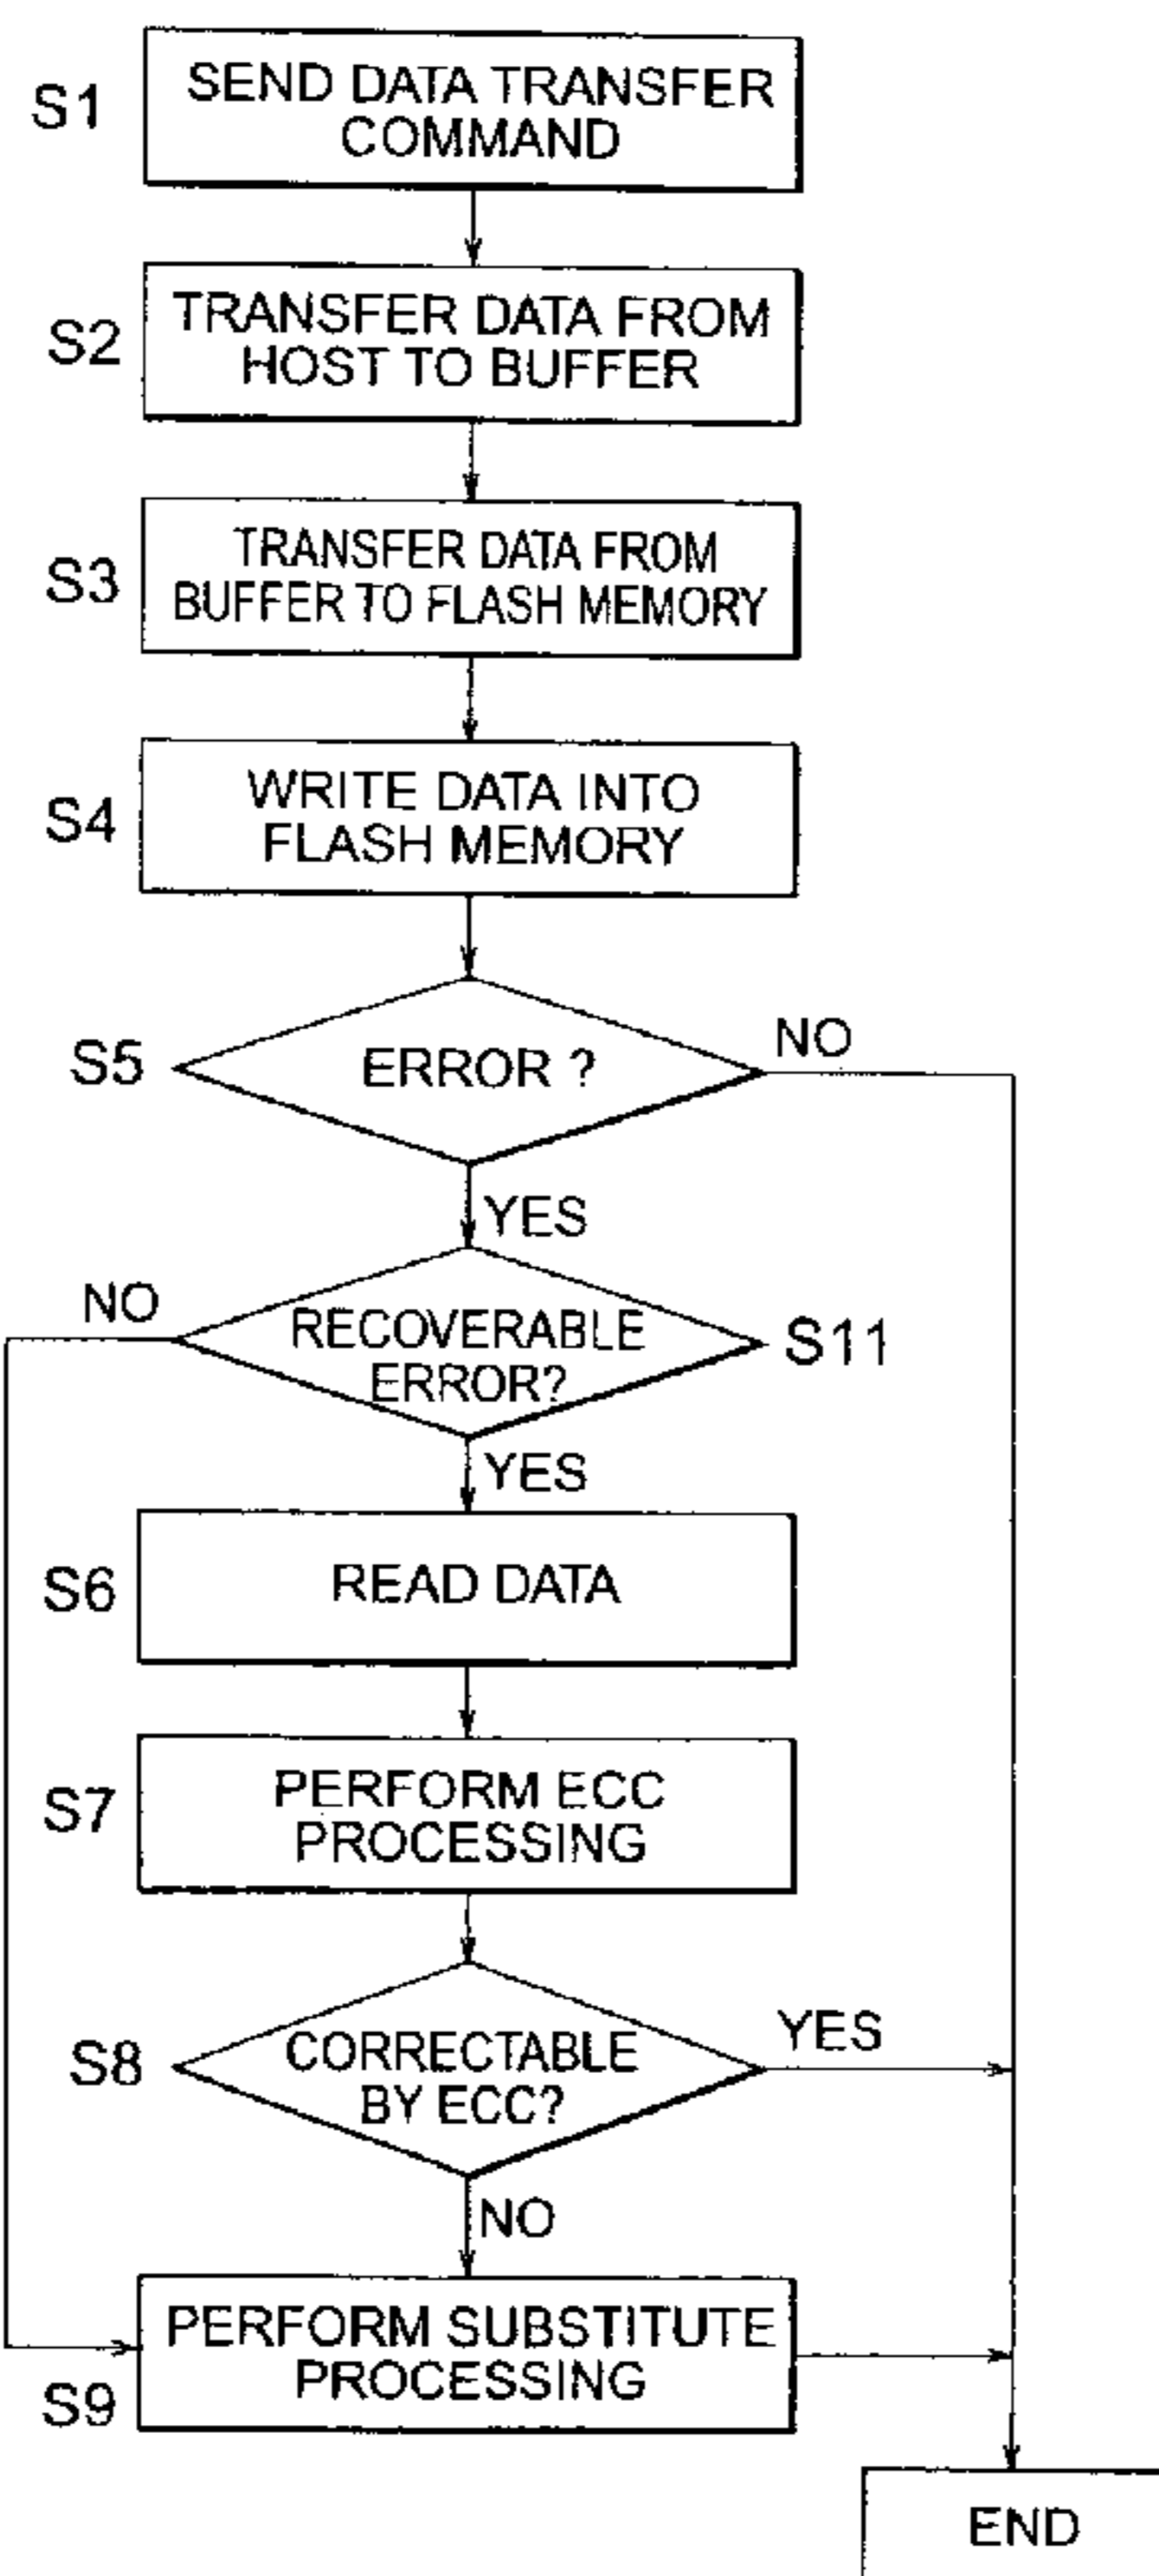 S1
SEND DATA TRANSFER
COMMAND
S2
TRANSFER DATA FROM
HOST TO BUFFER
S3
TRANSFER DATA FROM
BUFFER TO FLASH MEMORY
S4
WRITE DATA INTO
FLASH MEMORY
S5
ERROR ?
NO
YES
NO
RECOVERABLE
ERROR?
S11
YES
S6
READ DATA
S7
PERFORM ECC
PROCESSING
S8
CORRECTABLE
BY ECC?
YES
NO
S9
PERFORM SUBSTITUTE
PROCESSING
END